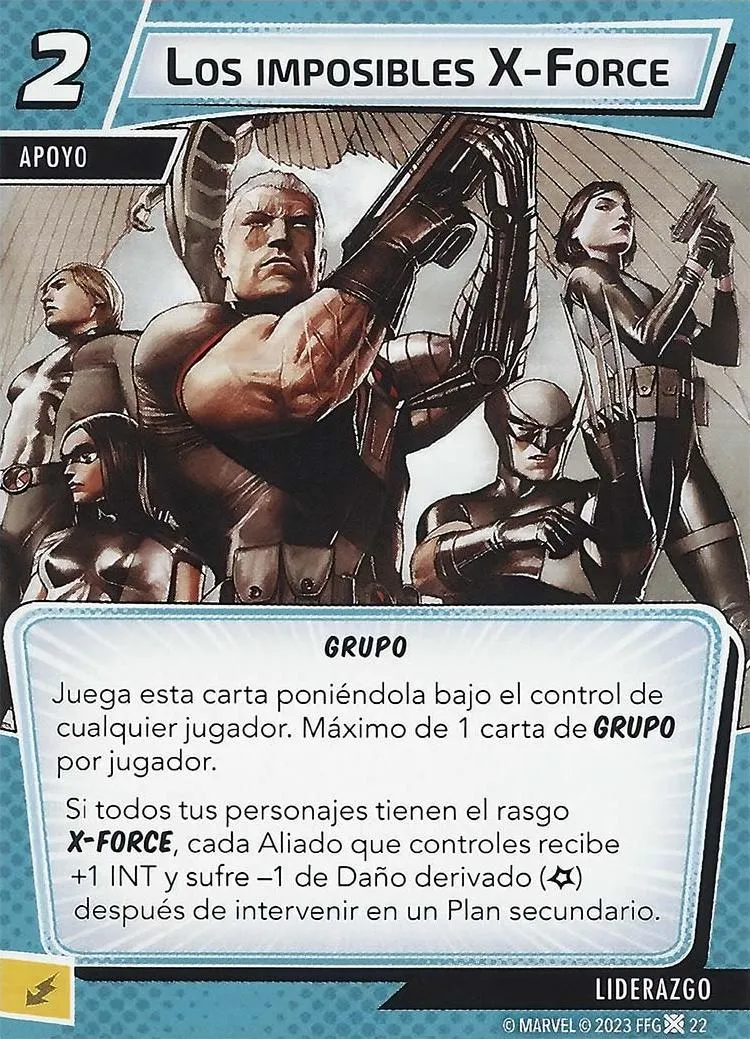 2
LOS IMPOSIBLES X-FORCE
APOYO
GRUPO
Juega esta carta poniéndola bajo el control de
cualquier jugador. Máximo de 1 carta de GRUPO
por jugador.
Si todos tus personajes tienen el rasgo
X-FORCE, cada Aliado que controles recibe
+1 INT y sufre –1 de Daño derivado ()
después de intervenir en un Plan secundario.
LIDERAZGO
© MARVEL © 2023 FFG 22